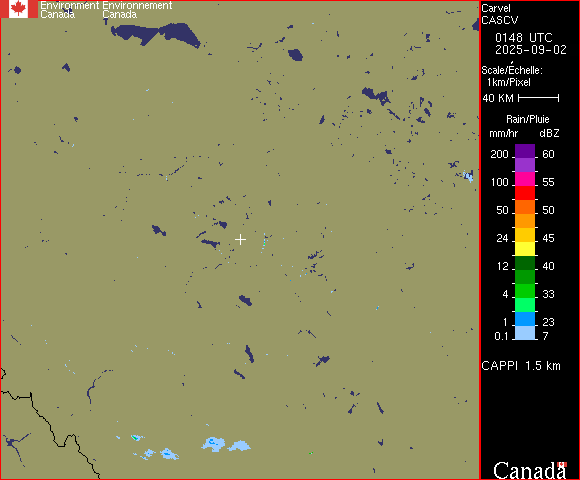 Environment Environnement
Canada Canada
Carvel
CASCV
0148 UTC
2025-09-02
Scale/Échelle:
1km/Pixel
40 KM
Rain/Pluie
mm/hr dBZ
200 60
100 55
50 50
24 45
12 40
4 33
1 23
0.1 7
CAPPI 1.5 km
Canada